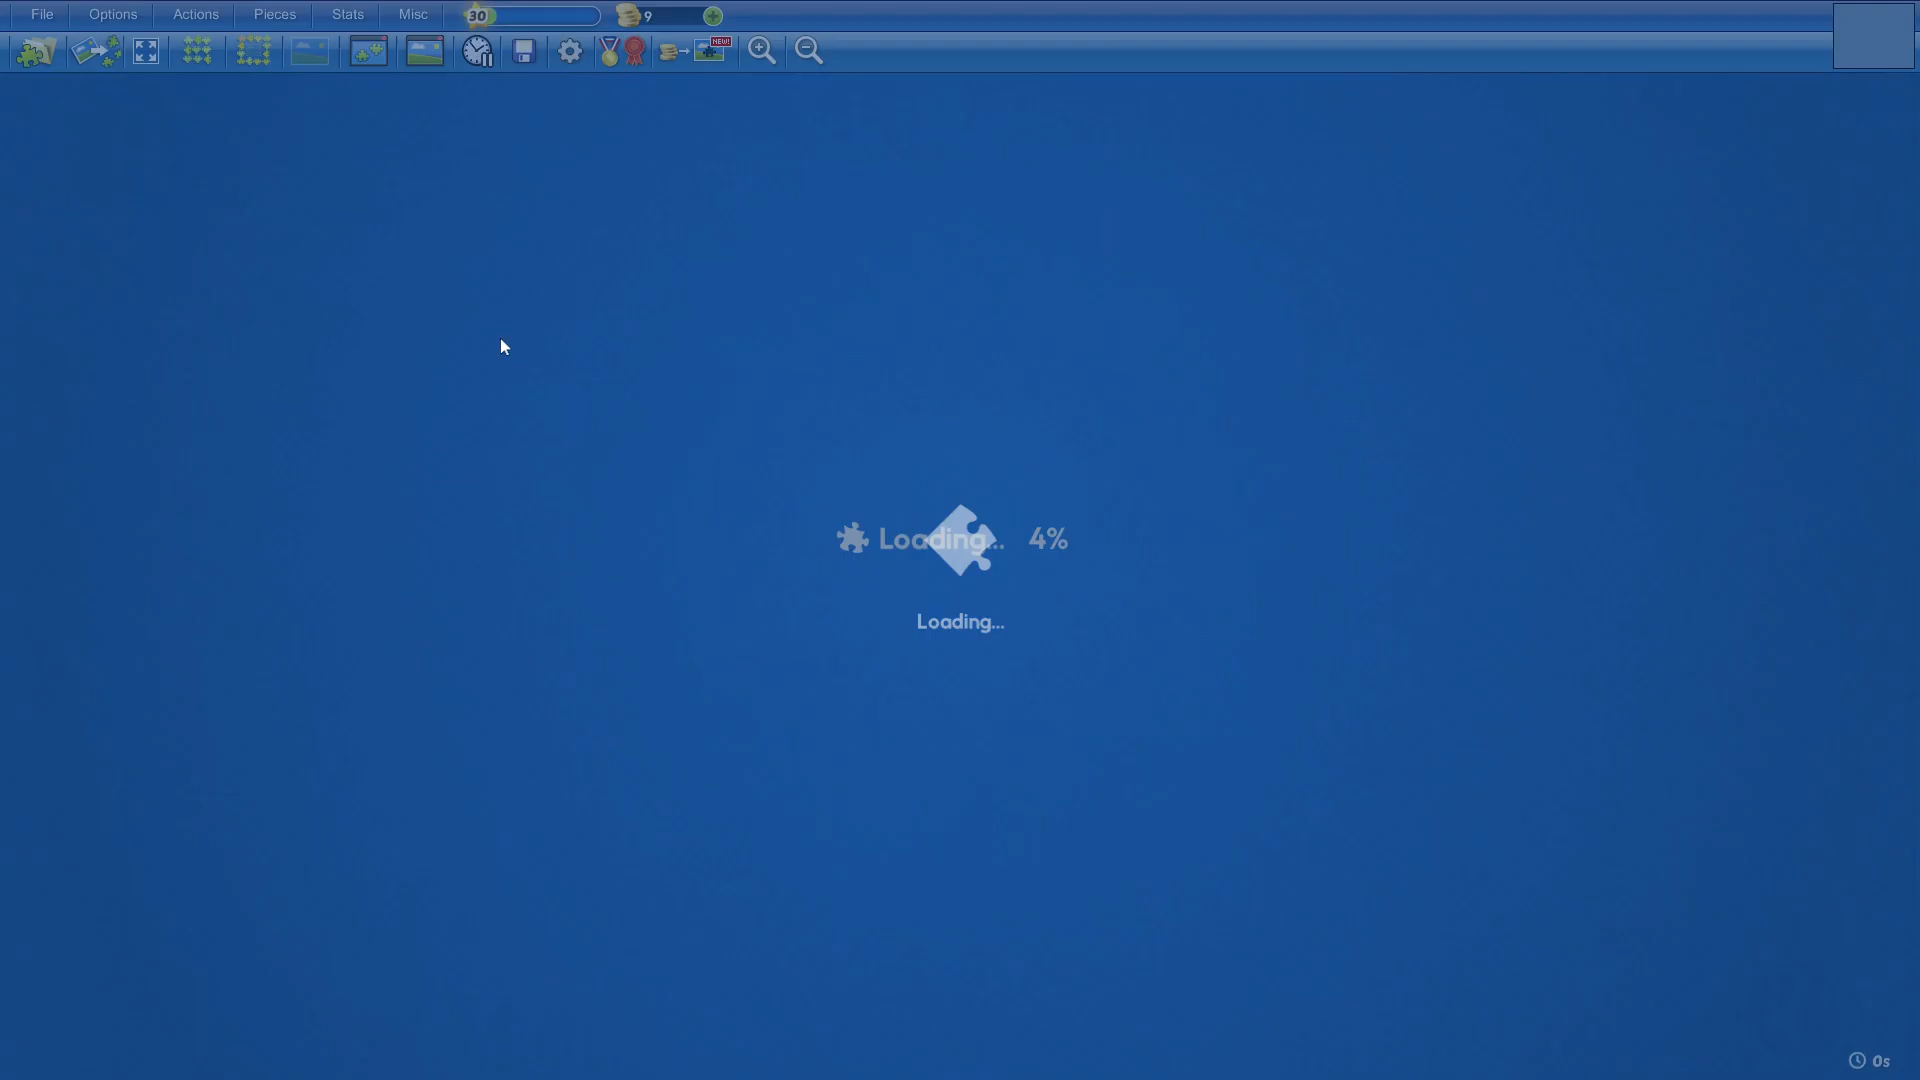 File Options Actions Pieces Stats Misc 30 9
NEW!
Loading... 4%
Loading...
0s